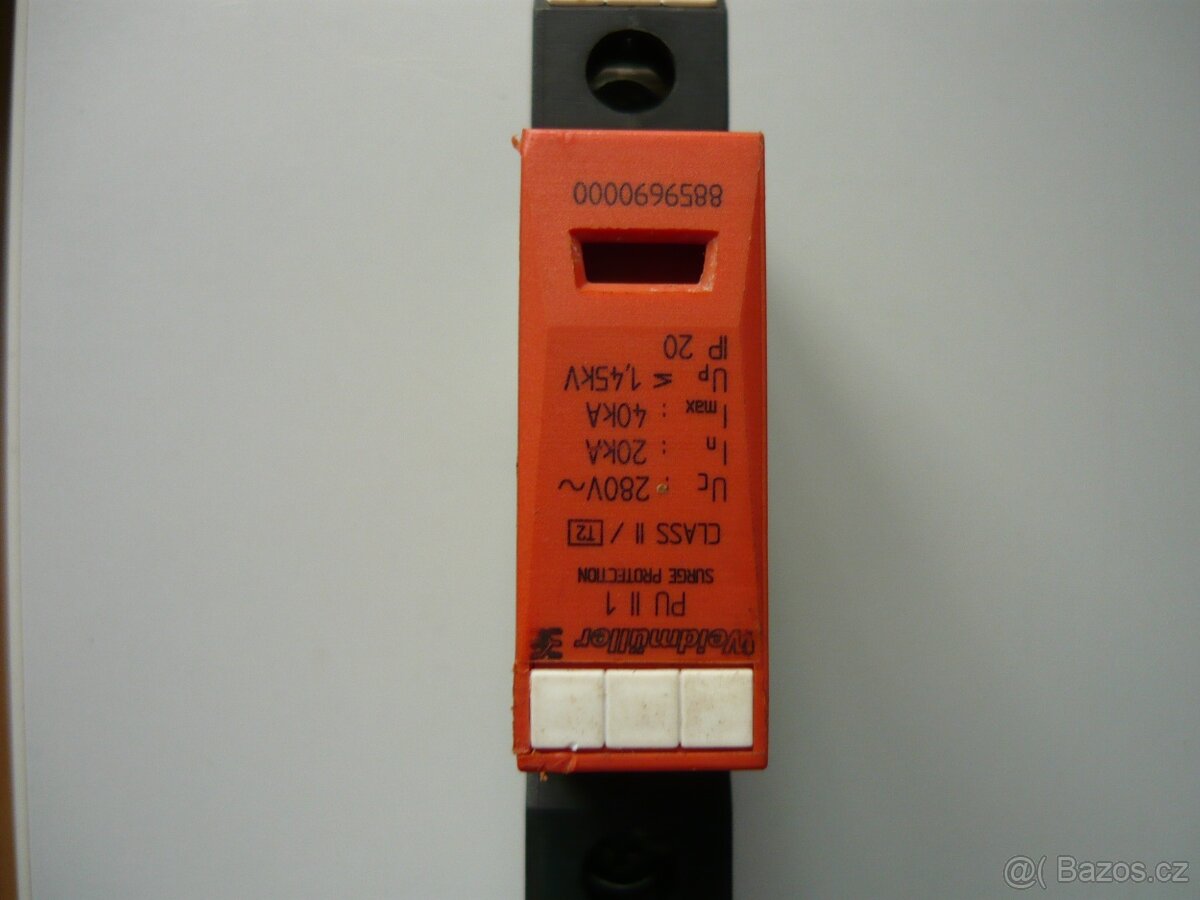 Weidmüller
PU II 1
SURGE PROTECTION
CLASS II / T2
UC : 280V~
In : 20kA
Imax : 40kA
UP ≤ 1,45kV
IP 20
8859690000
@( Bazos.cz